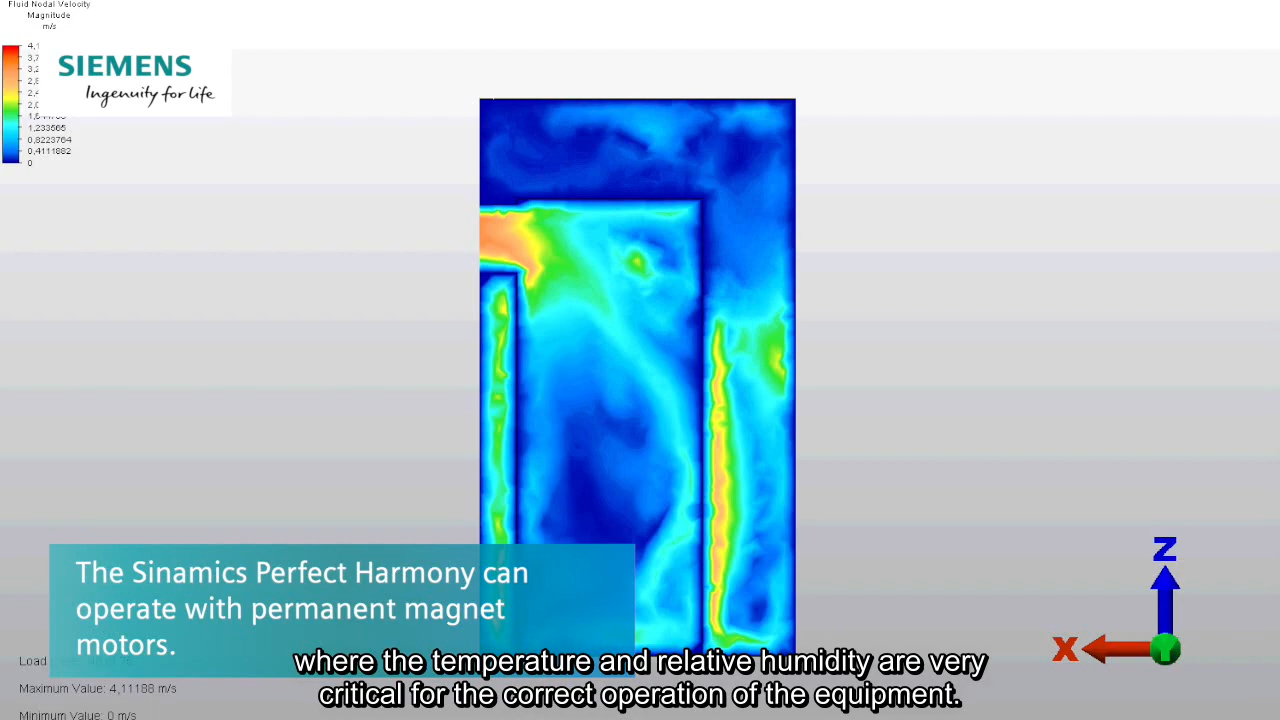 Fluid Nodal Velocity
Magnitude
m/s
SIEMENS
Ingenuity for life
1,233565
0,8223764
0,4111882
0
The Sinamics Perfect Harmony can
operate with permanent magnet
motors.
Z
X
Y
Load
where the temperature and relative humidity are very
critical for the correct operation of the equipment.
Maximum Value: 4,11188 m/s
Minimum Value: 0 m/s